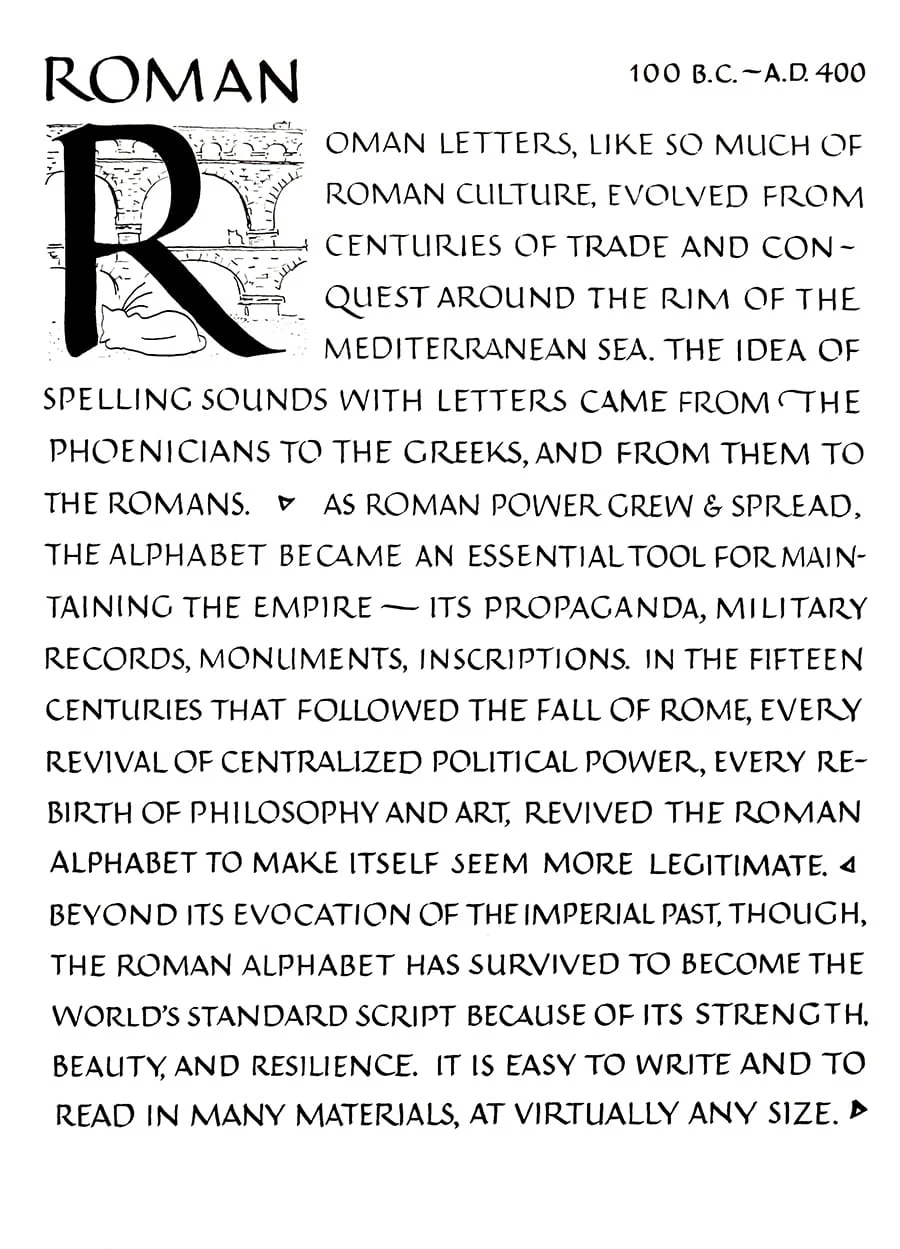 ROMAN
100 B.C.~A.D. 400
ROMAN LETTERS, LIKE SO MUCH OF
ROMAN CULTURE, EVOLVED FROM
CENTURIES OF TRADE AND CON~
QUEST AROUND THE RIM OF THE
MEDITERRANEAN SEA. THE IDEA OF
SPELLING SOUNDS WITH LETTERS CAME FROM THE
PHOENICIANS TO THE GREEKS, AND FROM THEM TO
THE ROMANS. AS ROMAN POWER GREW & SPREAD,
THE ALPHABET BECAME AN ESSENTIAL TOOL FOR MAIN-
TAINING THE EMPIRE — ITS PROPAGANDA, MILITARY
RECORDS, MONUMENTS, INSCRIPTIONS. IN THE FIFTEEN
CENTURIES THAT FOLLOWED THE FALL OF ROME, EVERY
REVIVAL OF CENTRALIZED POLITICAL POWER, EVERY RE-
BIRTH OF PHILOSOPHY AND ART, REVIVED THE ROMAN
ALPHABET TO MAKE ITSELF SEEM MORE LEGITIMATE.
BEYOND ITS EVOCATION OF THE IMPERIAL PAST, THOUGH,
THE ROMAN ALPHABET HAS SURVIVED TO BECOME THE
WORLD'S STANDARD SCRIPT BECAUSE OF ITS STRENGTH,
BEAUTY, AND RESILIENCE. IT IS EASY TO WRITE AND TO
READ IN MANY MATERIALS, AT VIRTUALLY ANY SIZE.